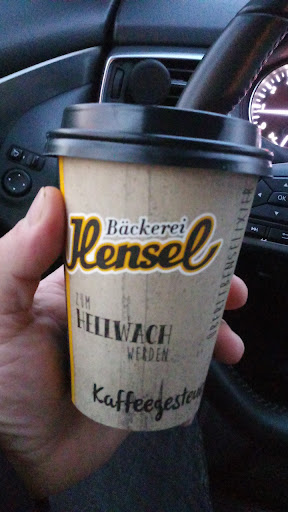 Bäckerei
Hensel
ZUM
HELLWACH
WERDEN